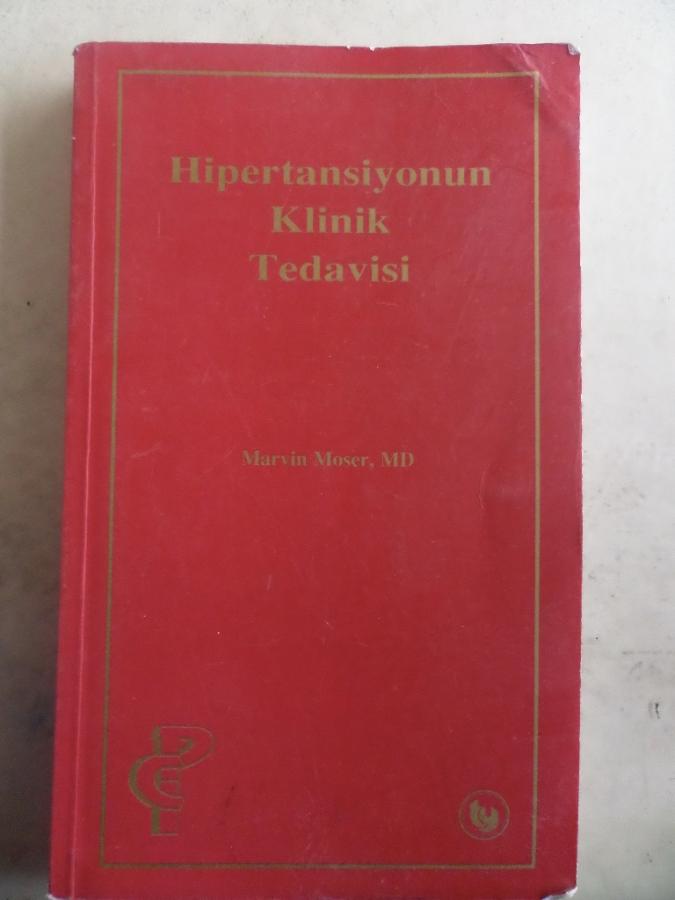 Hipertansiyonun
Klinik
Tedavisi
Marvin Moser, MD